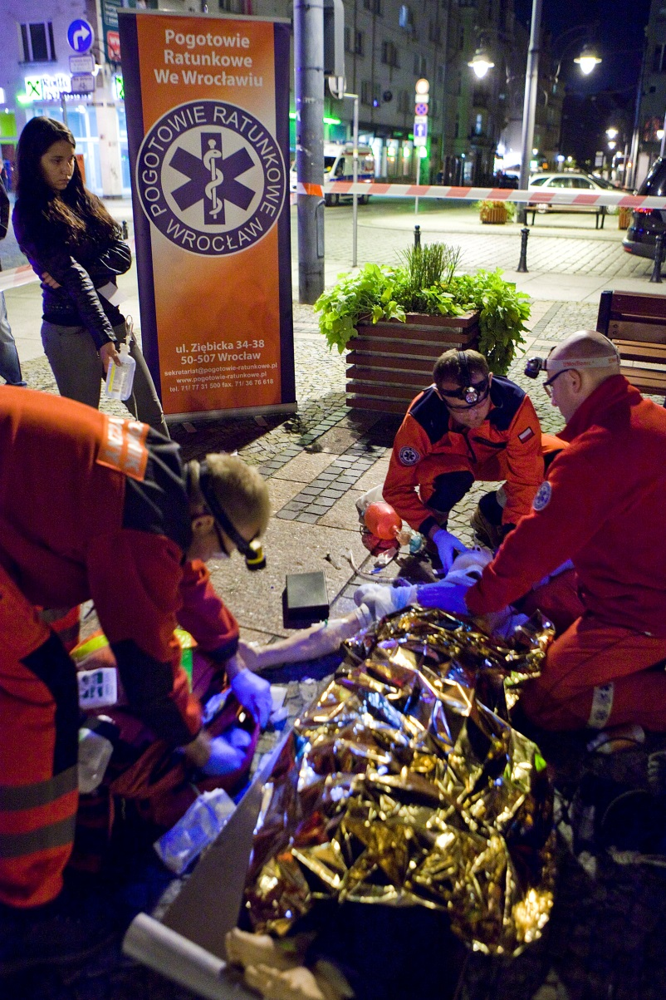 Pogotowie
Ratunkowe
We Wrocławiu
POGOTOWIE RATUNKOWE
WROCŁAW
ul. Ziębicka 34-38
50-507 Wrocław
sekretariat@pogotowie-ratunkowe.pl
www.pogotowie-ratunkowe.pl
tel. 71/ 77 31 500 fax. 71/ 36 76 618